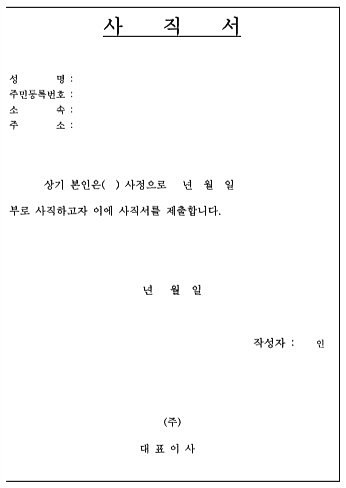 사 직 서
성 명 :
주민등록번호 :
소 속 :
주 소 :
상기 본인은( ) 사정으로 년 월 일
부로 사직하고자 이에 사직서를 제출합니다.
년 월 일
작성자 : 인
(주)
대 표 이 사